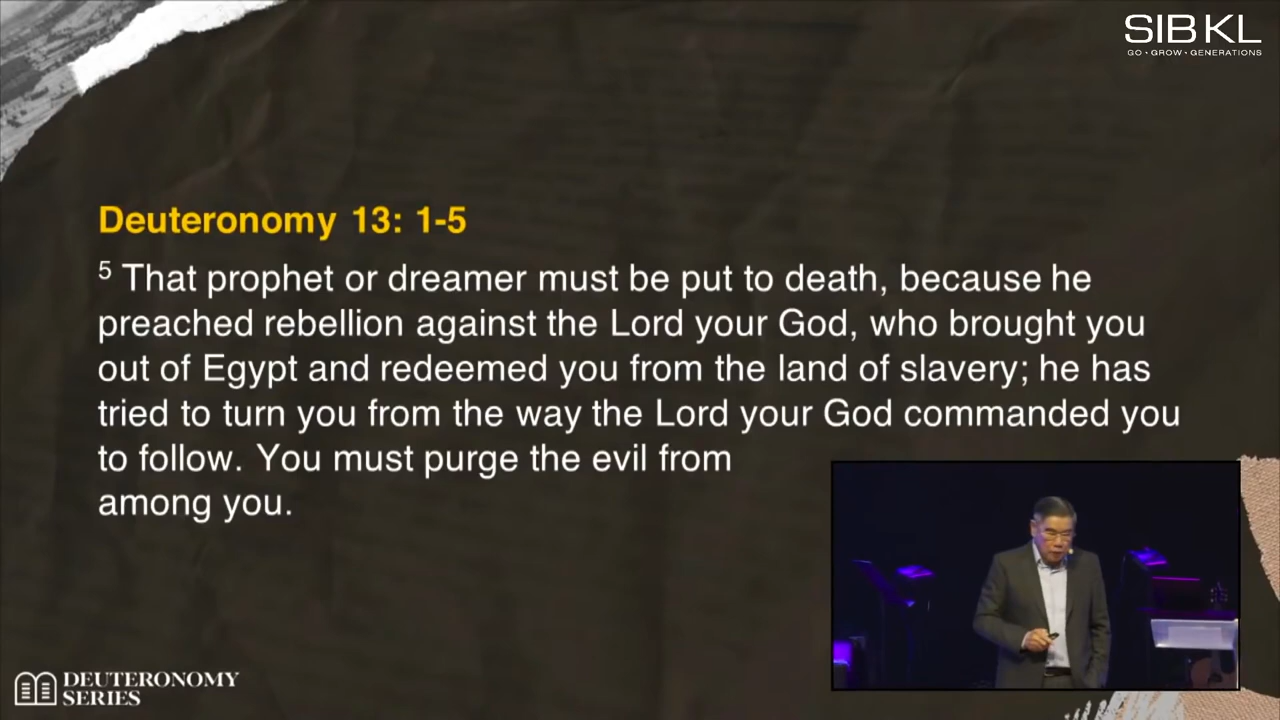 SIBKL
GO • GROW • GENERATIONS
Deuteronomy 13: 1-5
5 That prophet or dreamer must be put to death, because he
preached rebellion against the Lord your God, who brought you
out of Egypt and redeemed you from the land of slavery; he has
tried to turn you from the way the Lord your God commanded you
to follow. You must purge the evil from
among you.
DEUTERONOMY
SERIES